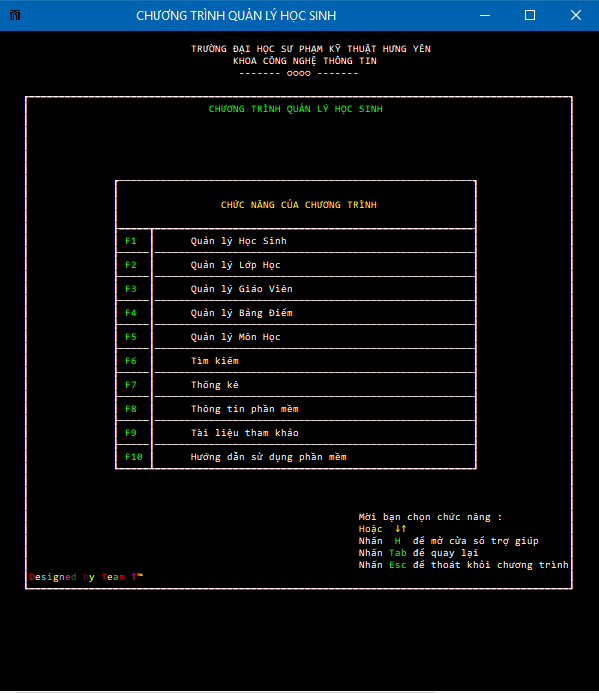 CHƯƠNG TRÌNH QUẢN LÝ HỌC SINH
TRƯỜNG ĐẠI HỌC SƯ PHẠM KỸ THUẬT HƯNG YÊN
KHOA CÔNG NGHỆ THÔNG TIN
------- oooo -------
CHƯƠNG TRÌNH QUẢN LÝ HỌC SINH
CHỨC NĂNG CỦA CHƯƠNG TRÌNH
F1 Quản lý Học Sinh
F2 Quản lý Lớp Học
F3 Quản lý Giáo Viên
F4 Quản lý Bảng Điểm
F5 Quản lý Môn Học
F6 Tìm kiếm
F7 Thống kê
F8 Thông tin phần mềm
F9 Tài liệu tham khảo
F10 Hướng dẫn sử dụng phần mềm
Mời bạn chọn chức năng :
Hoặc ↓↑
Nhấn H để mở cửa sổ trợ giúp
Nhấn Tab để quay lại
Nhấn Esc để thoát khỏi chương trình
Designed by Team T™